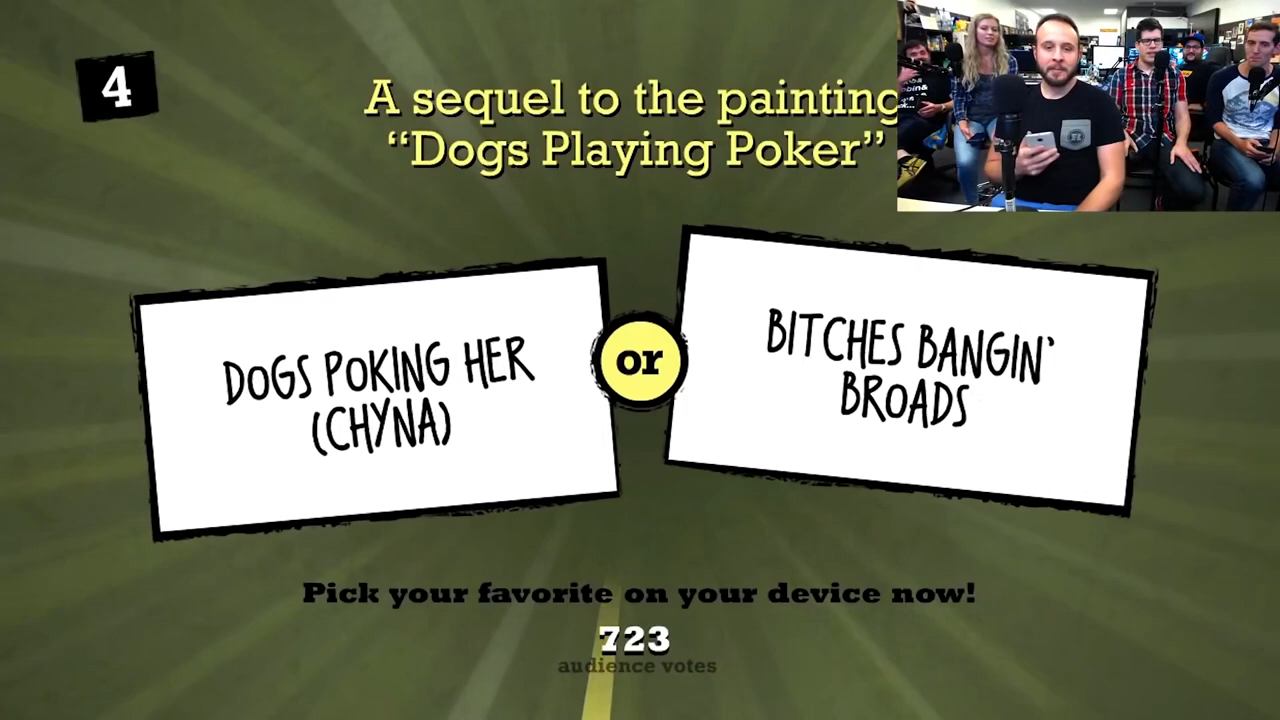 4
A sequel to the painting
“Dogs Playing Poker”
DOGS POKING HER
(CHYNA)
or
BITCHES BANGIN'
BROADS
Pick your favorite on your device now!
723
audience votes